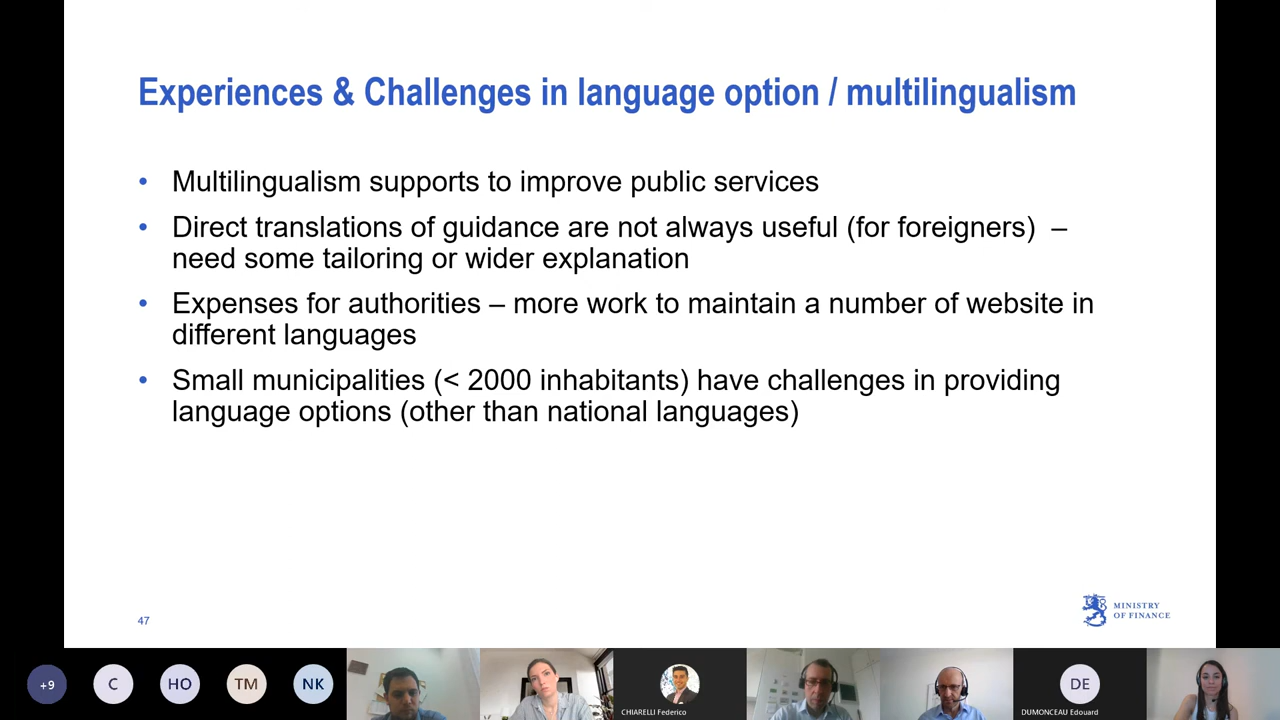 Experiences & Challenges in language option / multilingualism
• Multilingualism supports to improve public services
• Direct translations of guidance are not always useful (for foreigners) –
need some tailoring or wider explanation
• Expenses for authorities – more work to maintain a number of website in
different languages
• Small municipalities (< 2000 inhabitants) have challenges in providing
language options (other than national languages)
47
MINISTRY
OF FINANCE
+9
C
HO
TM
NK
CHIARELLI Federico
DE
DUMONCEAU Edouard